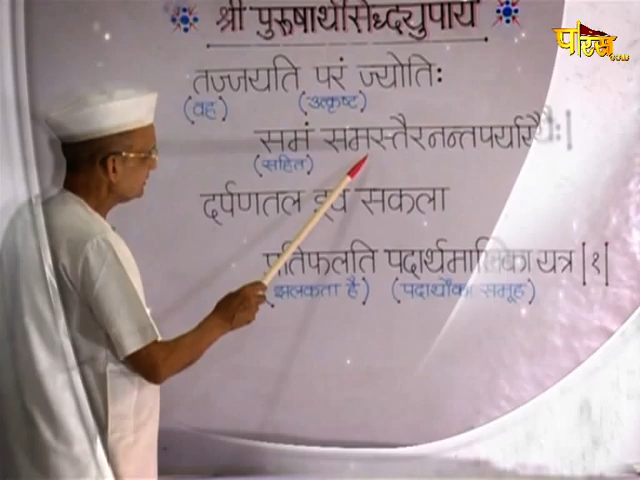 पारस
श्री पुरूषार्थसिद्ध्युपाय
तज्जयति परं ज्योतिः
(वह) (उत्कृष्ट)
समं समस्तैरनन्तपर्यायैः|
(सहित)
दर्पणतल इव सकला
प्रतिफलति पदार्थमालिका यत्र |१|
(झलकता है) (पदार्थोंका समूह)